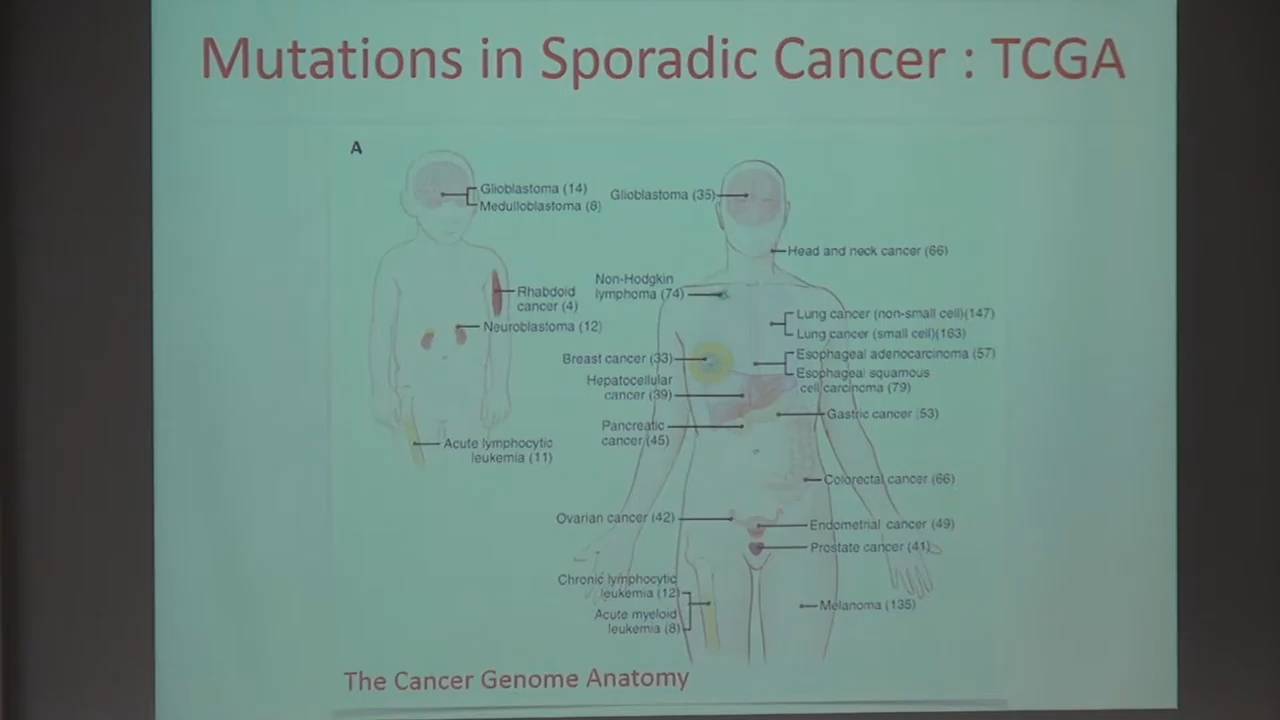 Mutations in Sporadic Cancer : TCGA
A
Glioblastoma (14)
Medulloblastoma (8)
Rhabdoid
cancer (4)
Neuroblastoma (12)
Acute lymphocytic
leukemia (11)
Glioblastoma (35)
Head and neck cancer (66)
Non-Hodgkin
lymphoma (74)
Lung cancer (non-small cell)(147)
Lung cancer (small cell)(163)
Breast cancer (33)
Esophageal adenocarcinoma (57)
Esophageal squamous
cell carcinoma (79)
Hepatocellular
cancer (39)
Gastric cancer (53)
Pancreatic
cancer (45)
Colorectal cancer (66)
Ovarian cancer (42)
Endometrial cancer (49)
Prostate cancer (41)
Chronic lymphocytic
leukemia (12)
Acute myeloid
leukemia (8)
Melanoma (135)
The Cancer Genome Anatomy